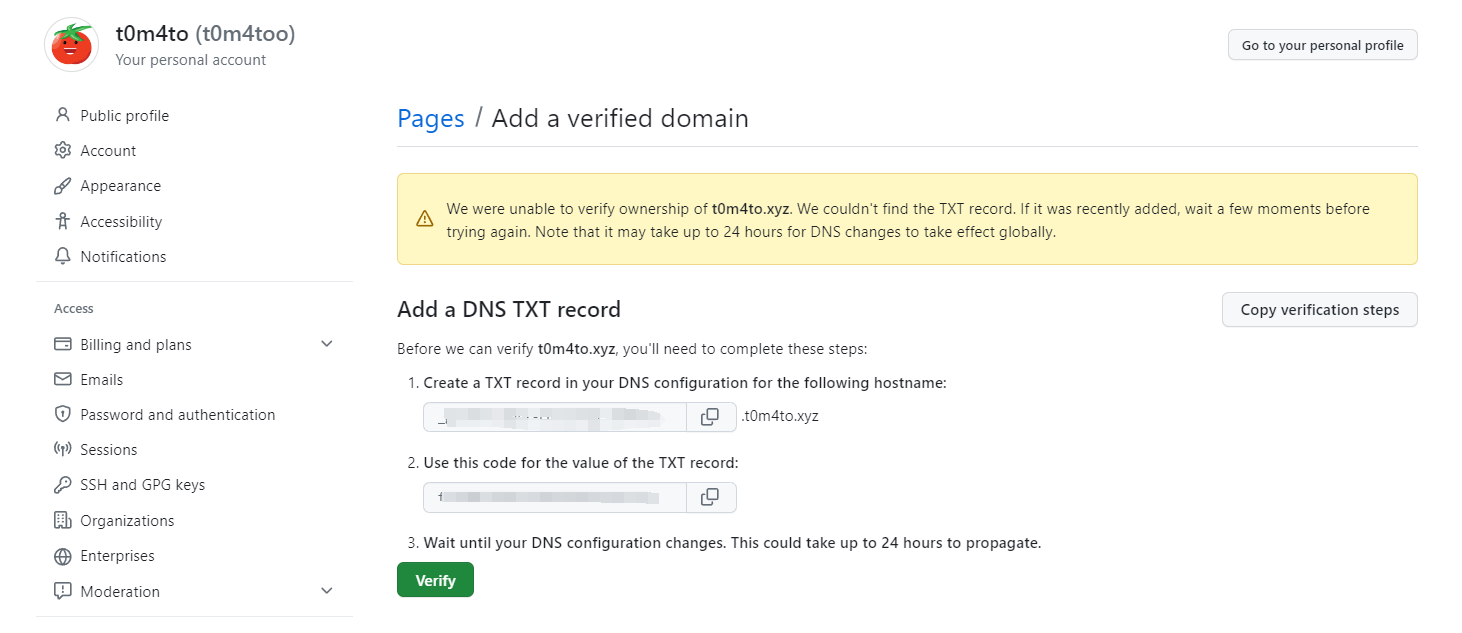 t0m4to (t0m4too)
Your personal account
Go to your personal profile
Public profile
Account
Appearance
Accessibility
Notifications
Access
Billing and plans
Emails
Password and authentication
Sessions
SSH and GPG keys
Organizations
Enterprises
Moderation
Pages / Add a verified domain
We were unable to verify ownership of t0m4to.xyz. We couldn't find the TXT record. If it was recently added, wait a few moments before
trying again. Note that it may take up to 24 hours for DNS changes to take effect globally.
Add a DNS TXT record
Copy verification steps
Before we can verify t0m4to.xyz, you'll need to complete these steps:
1. Create a TXT record in your DNS configuration for the following hostname:
.t0m4to.xyz
2. Use this code for the value of the TXT record:
3. Wait until your DNS configuration changes. This could take up to 24 hours to propagate.
Verify